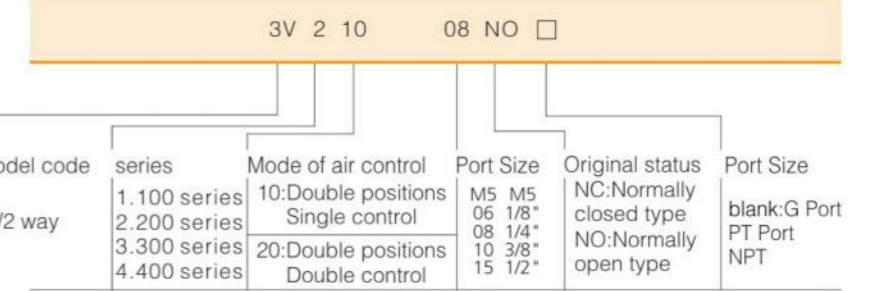 3V 2 10 08 NO □
odel code
/2 way
series
1.100 series
2.200 series
3.300 series
4.400 series
Mode of air control
10:Double positions
Single control
20:Double positions
Double control
Port Size
M5 M5
06 1/8"
08 1/4"
10 3/8"
15 1/2"
Original status
NC:Normally
closed type
NO:Normally
open type
Port Size
blank:G Port
PT Port
NPT